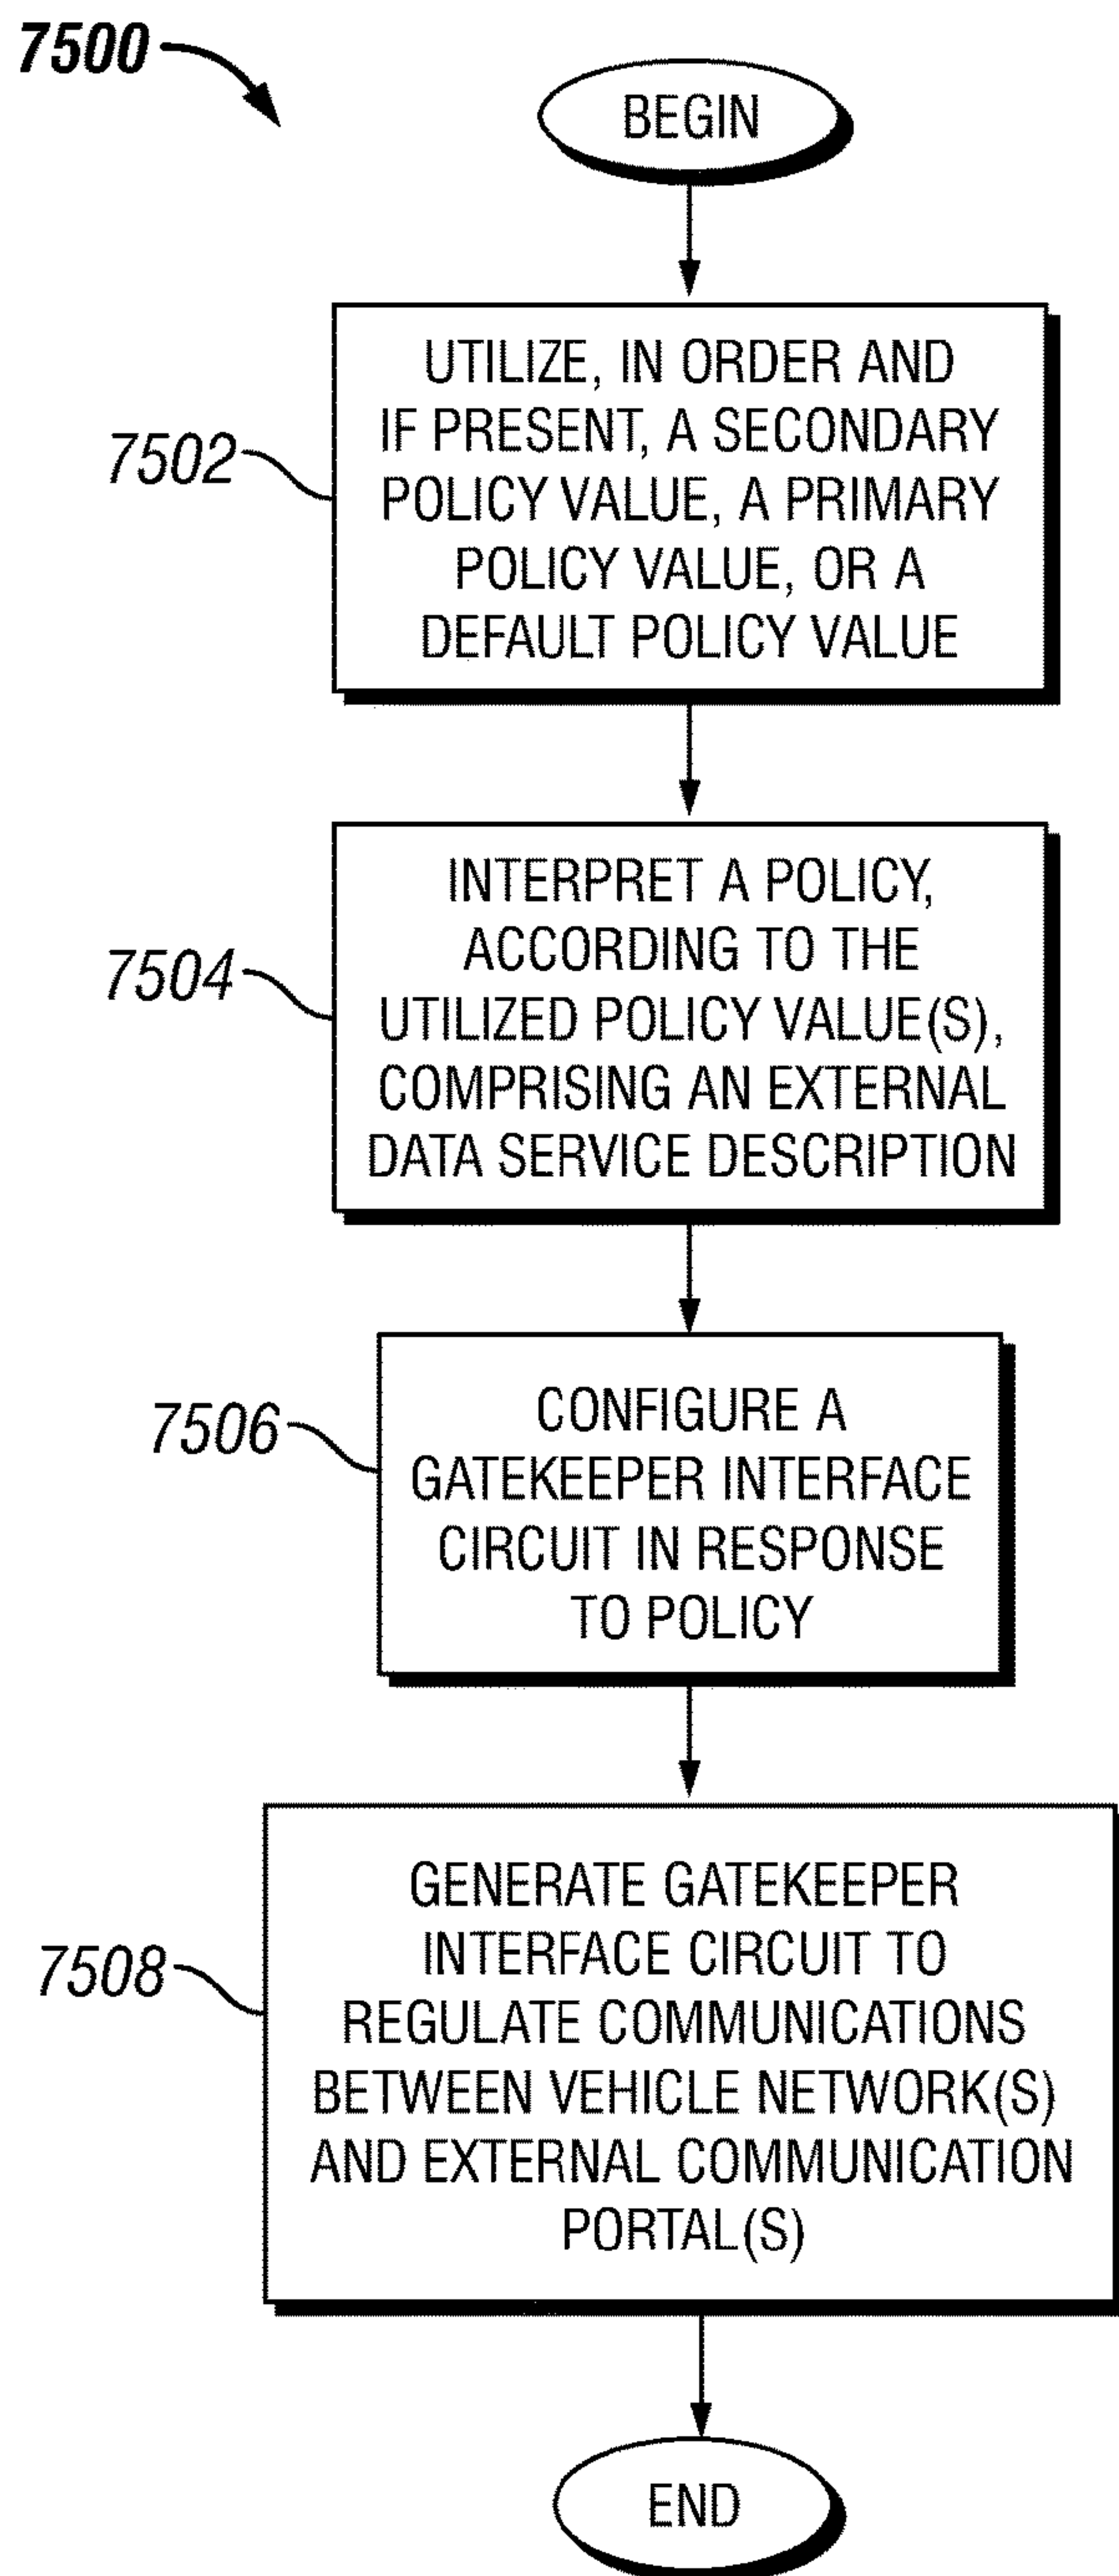 7500
BEGIN
7502
UTILIZE, IN ORDER AND
IF PRESENT, A SECONDARY
POLICY VALUE, A PRIMARY
POLICY VALUE, OR A
DEFAULT POLICY VALUE
7504
INTERPRET A POLICY,
ACCORDING TO THE
UTILIZED POLICY VALUE(S),
COMPRISING AN EXTERNAL
DATA SERVICE DESCRIPTION
7506
CONFIGURE A
GATEKEEPER INTERFACE
CIRCUIT IN RESPONSE
TO POLICY
7508
GENERATE GATEKEEPER
INTERFACE CIRCUIT TO
REGULATE COMMUNICATIONS
BETWEEN VEHICLE NETWORK(S)
AND EXTERNAL COMMUNICATION
PORTAL(S)
END